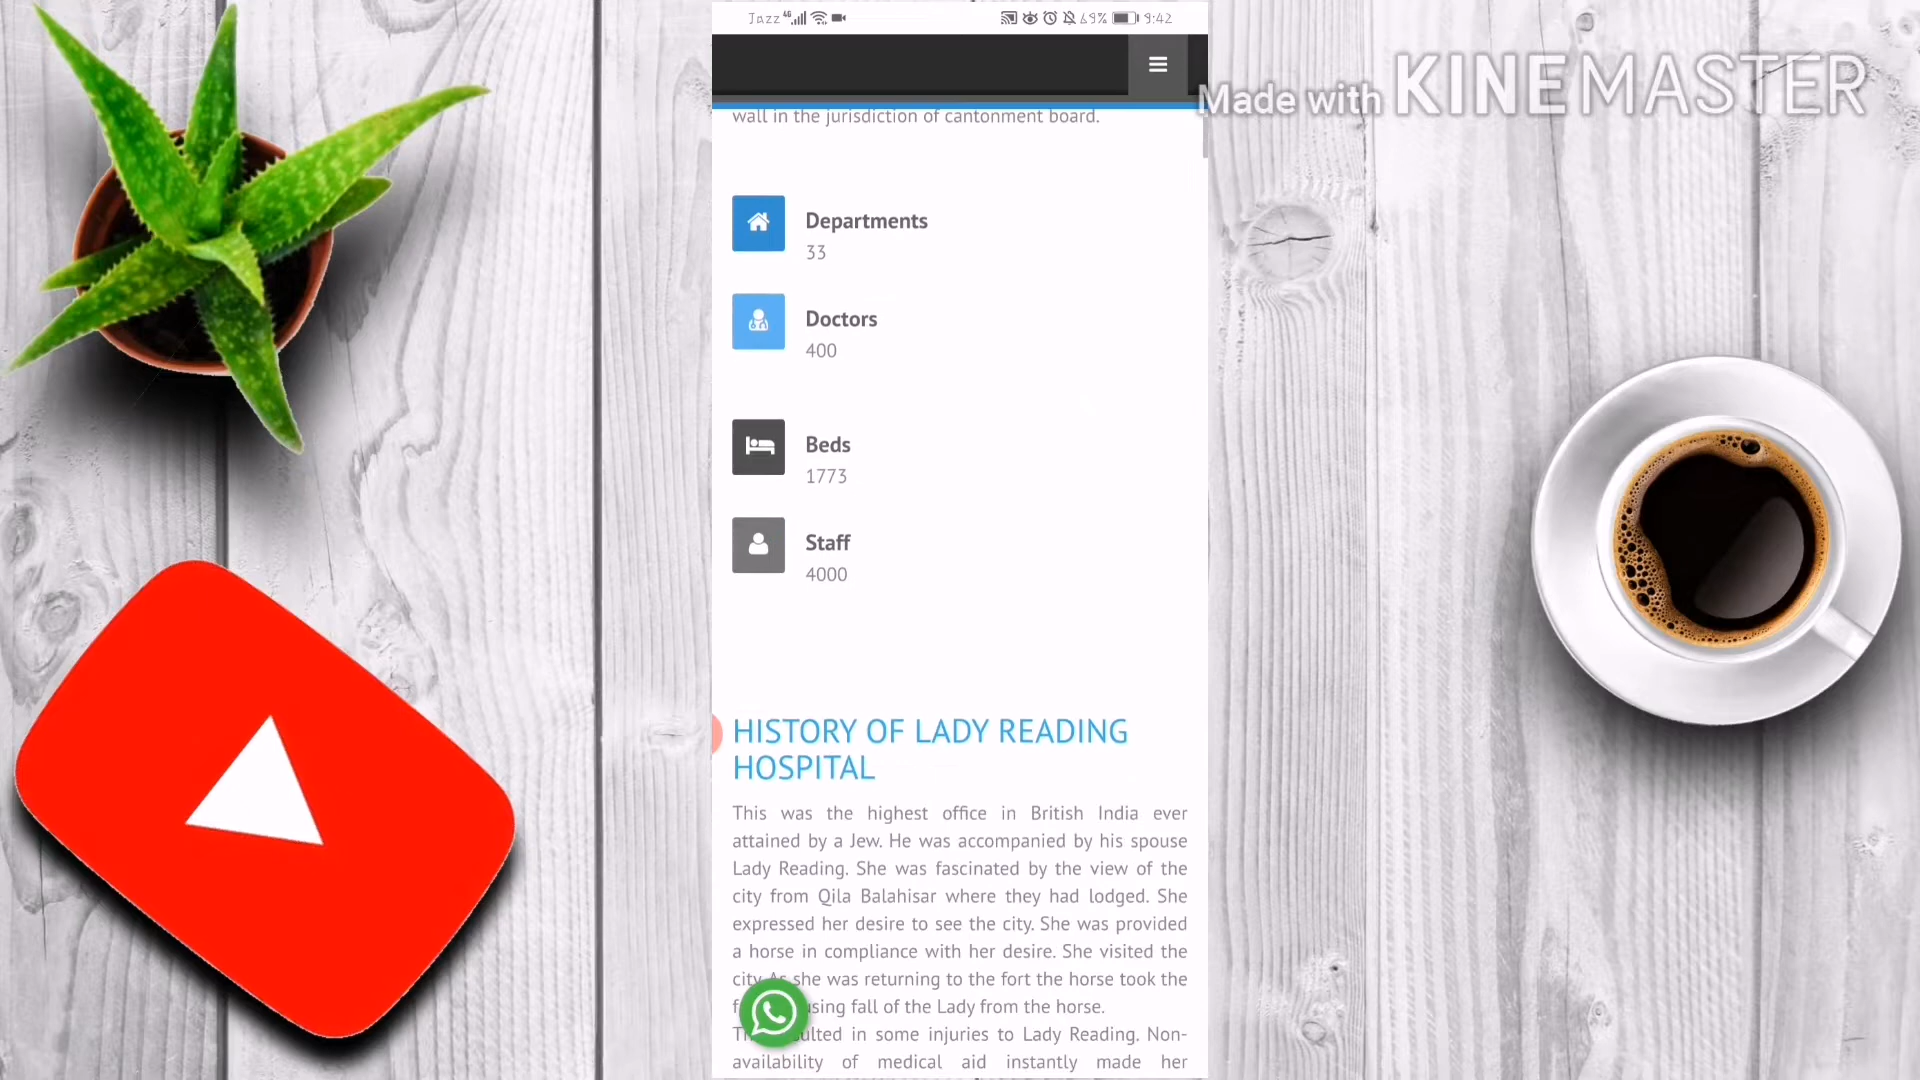 Jazz 4G 69% 9:42
Made with KINEMASTER
wall in the jurisdiction of cantonment board.
Departments
33
Doctors
400
Beds
1773
Staff
4000
HISTORY OF LADY READING
HOSPITAL
This was the highest office in British India ever
attained by a Jew. He was accompanied by his spouse
Lady Reading. She was fascinated by the view of the
city from Qila Balahisar where they had lodged. She
expressed her desire to see the city. She was provided
a horse in compliance with her desire. She visited the
city As she was returning to the fort the horse took the
fall of the Lady from the horse.
in some injuries to Lady Reading. Non-
availability of medical aid instantly made her